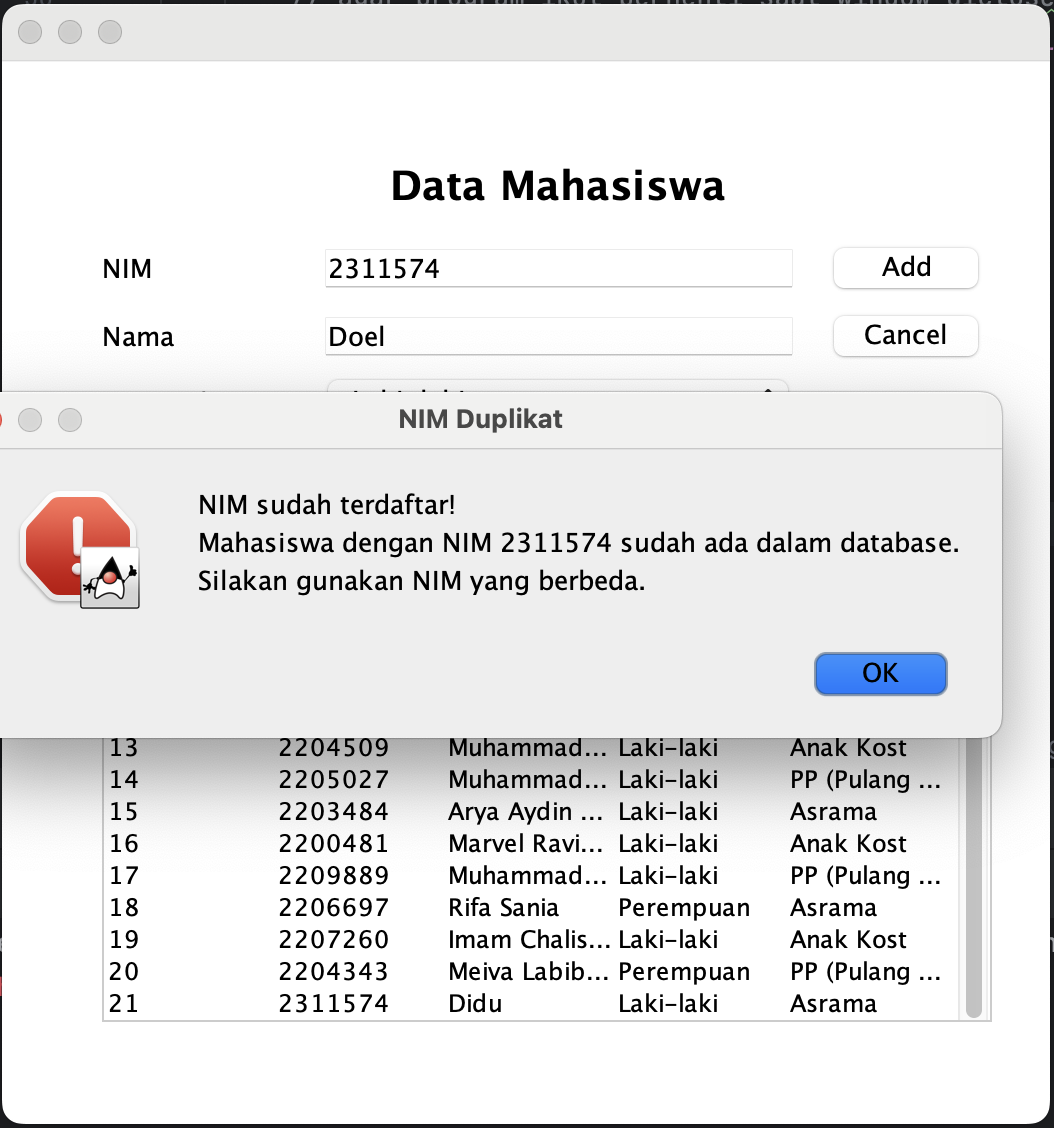 Data Mahasiswa
NIM 2311574 Add
Nama Doel Cancel
NIM Duplikat
NIM sudah terdaftar!
Mahasiswa dengan NIM 2311574 sudah ada dalam database.
Silakan gunakan NIM yang berbeda.
OK
13 2204509 Muhammad... Laki-laki Anak Kost
14 2205027 Muhammad... Laki-laki PP (Pulang ...
15 2203484 Arya Aydin ... Laki-laki Asrama
16 2200481 Marvel Ravi... Laki-laki Anak Kost
17 2209889 Muhammad... Laki-laki PP (Pulang ...
18 2206697 Rifa Sania Perempuan Asrama
19 2207260 Imam Chalis... Laki-laki Anak Kost
20 2204343 Meiva Labib... Perempuan PP (Pulang ...
21 2311574 Didu Laki-laki Asrama